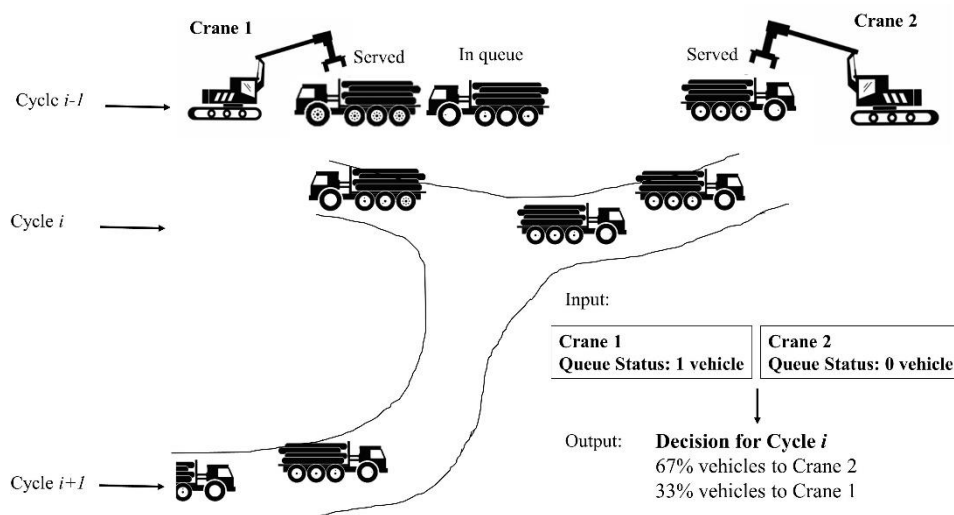 Crane 1
Crane 2
Served
In queue
Served
Cycle i-1
Cycle i
Input:
Crane 1
Queue Status: 1 vehicle
Crane 2
Queue Status: 0 vehicle
Output:
Decision for Cycle i
67% vehicles to Crane 2
33% vehicles to Crane 1
Cycle i+1